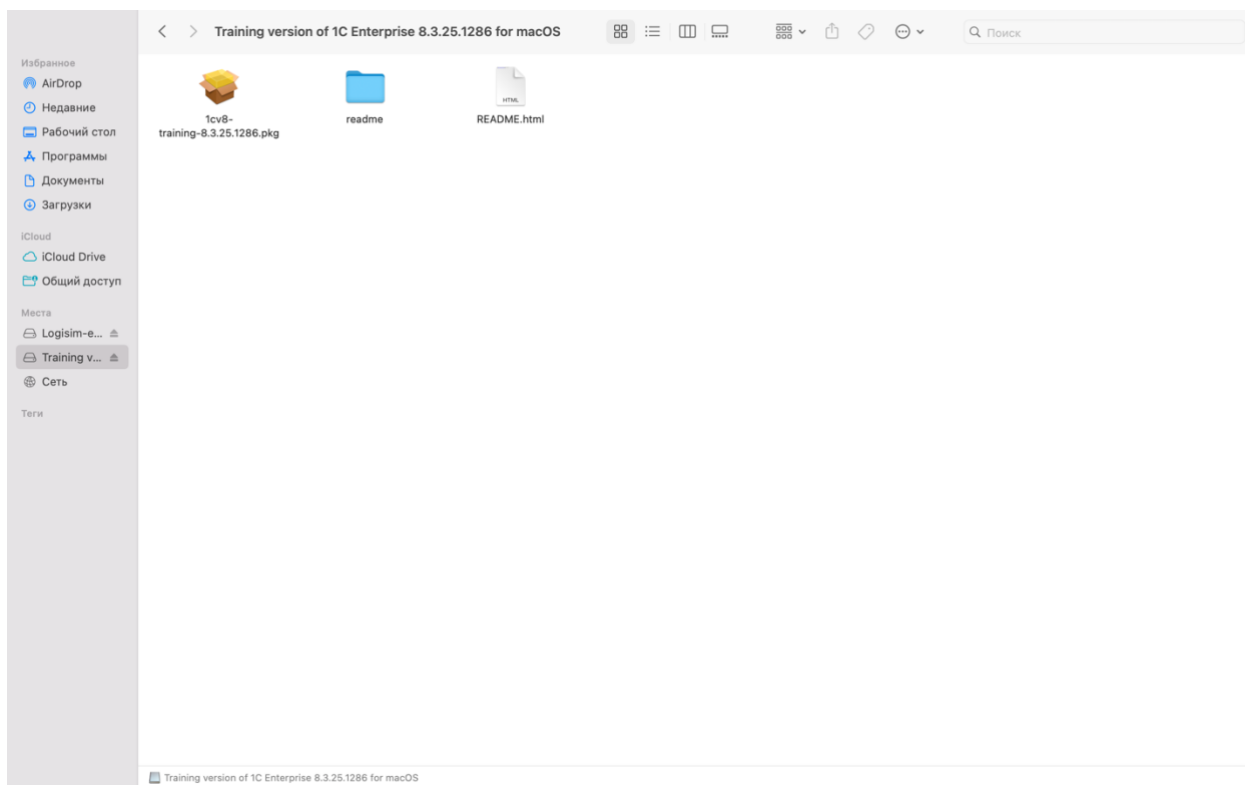 Training version of 1C Enterprise 8.3.25.1286 for macOS
Поиск
Избранное
AirDrop
Недавние
Рабочий стол
Программы
Документы
Загрузки
iCloud
iCloud Drive
Общий доступ
Места
Logisim-e...
Training v...
Сеть
Теги
1cv8-
training-8.3.25.1286.pkg
readme
HTML
README.html
Training version of 1C Enterprise 8.3.25.1286 for macOS